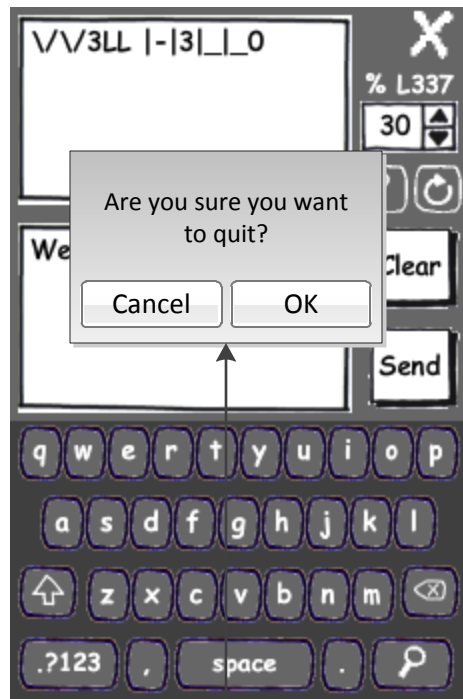 \/\/3LL |-|3|_|_0
% L337
30
Are you sure you want
to quit?
We
Clear
Cancel
OK
Send
q w e r t y u i o p
a s d f g h j k l
z x c v b n m
.?123 , space .